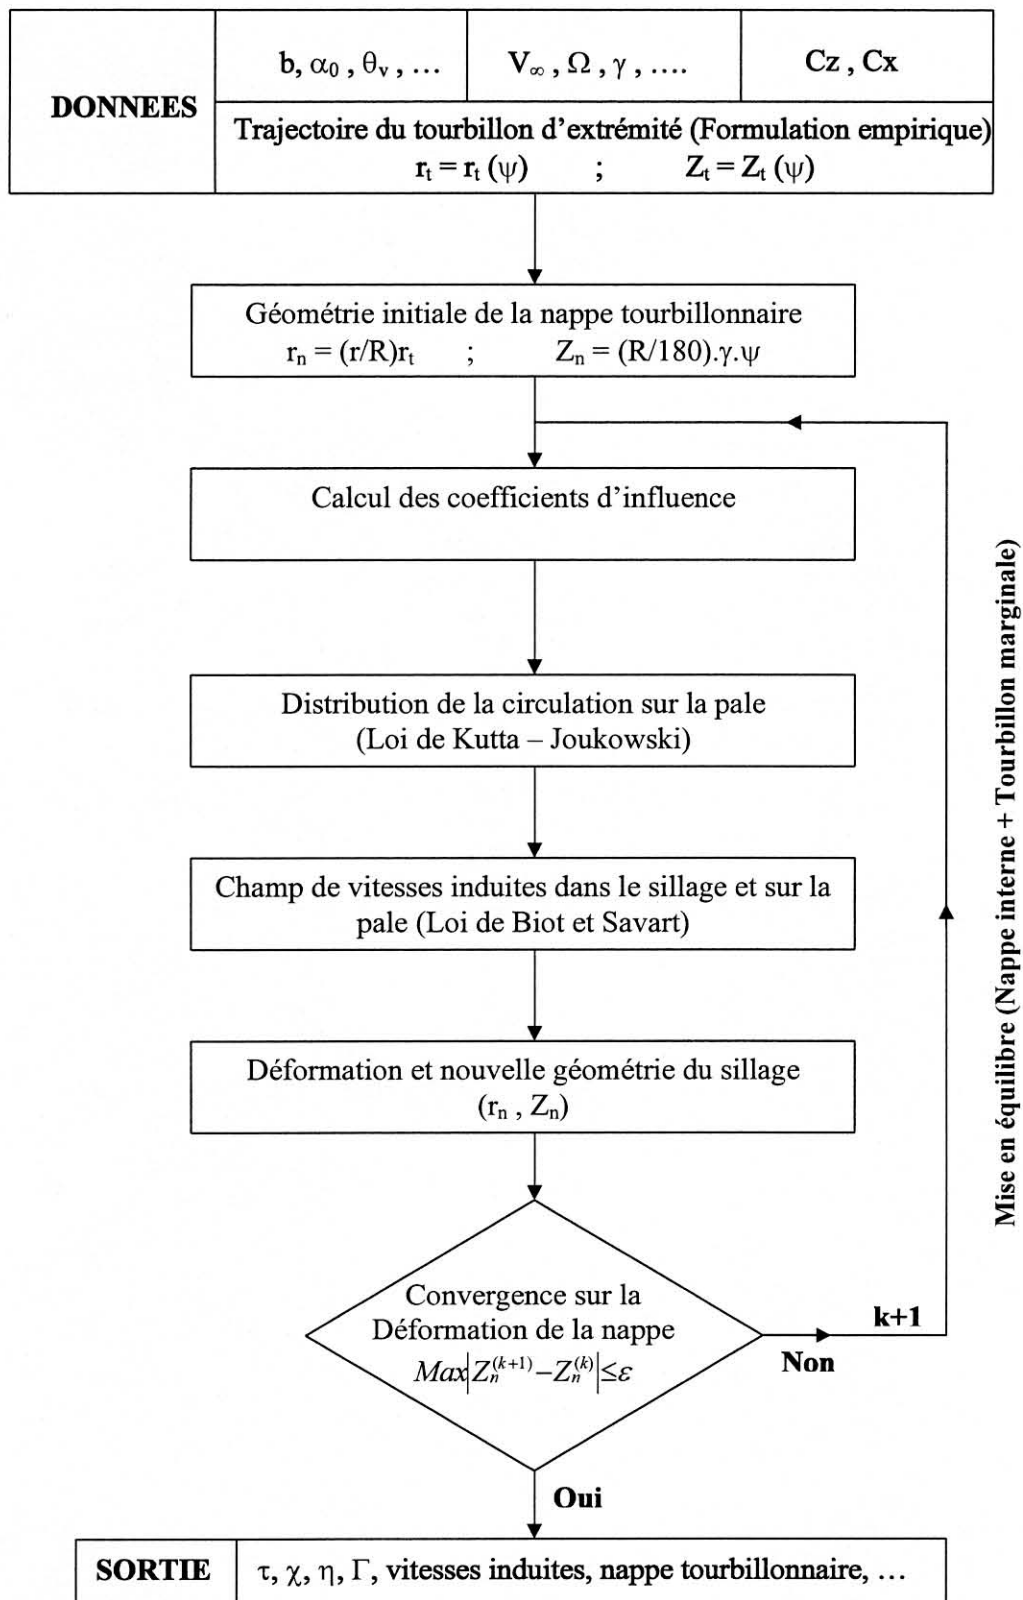 DONNEES
b, α₀ , θᵥ , …
V∞ , Ω , γ , ….
Cz , Cx
Trajectoire du tourbillon d'extrémité (Formulation empirique)
rₜ = rₜ (ψ) ; Zₜ = Zₜ (ψ)
Géométrie initiale de la nappe tourbillonnaire
rₙ = (r/R)rₜ ; Zₙ = (R/180).γ.ψ
Calcul des coefficients d'influence
Distribution de la circulation sur la pale
(Loi de Kutta – Joukowski)
Champ de vitesses induites dans le sillage et sur la
pale (Loi de Biot et Savart)
Déformation et nouvelle géométrie du sillage
(rₙ , Zₙ)
Convergence sur la
Déformation de la nappe
Max|Zₙ⁽ᵏ⁺¹⁾–Zₙ⁽ᵏ⁾|≤ε
k+1
Non
Oui
Mise en équilibre (Nappe interne + Tourbillon marginale)
SORTIE
τ, χ, η, Γ, vitesses induites, nappe tourbillonnaire, …